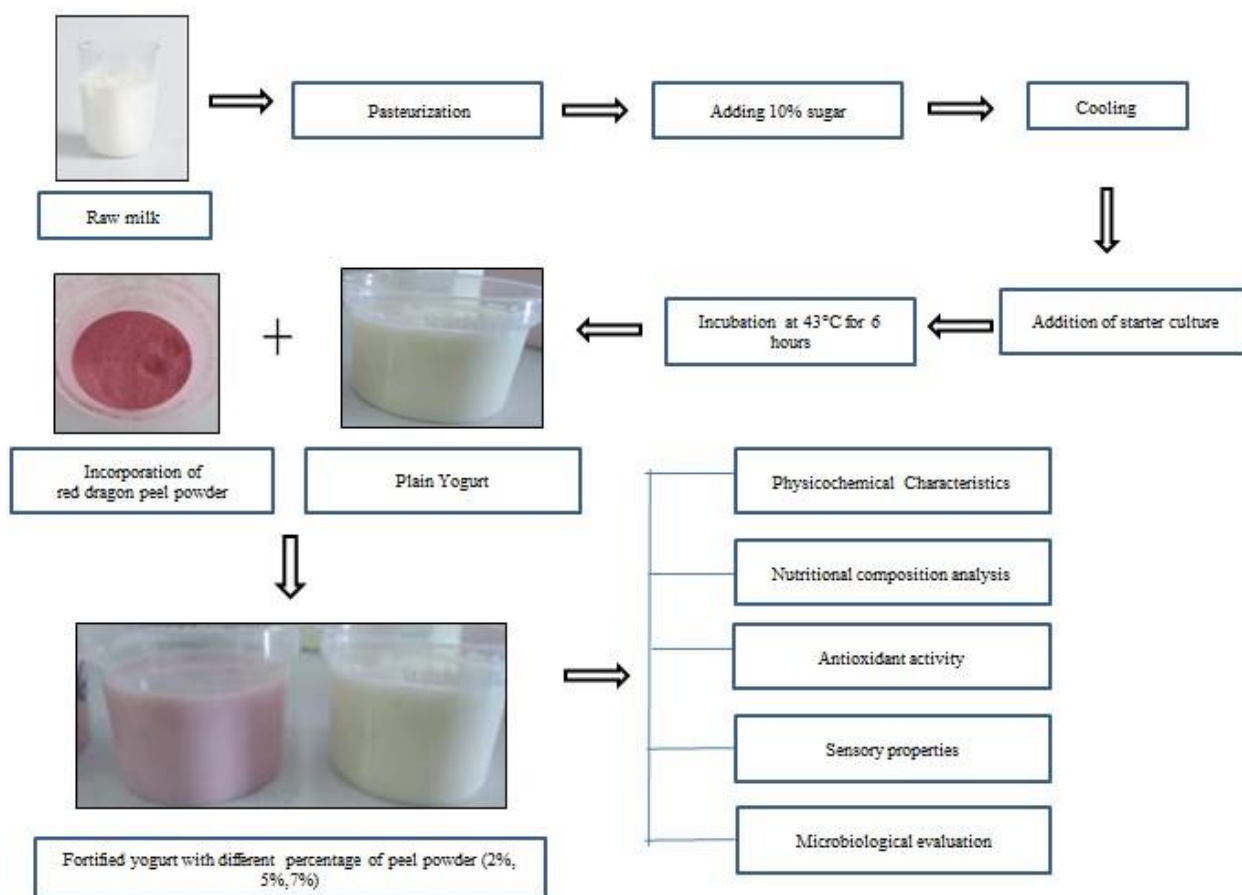 Pasteurization
Adding 10% sugar
Cooling
Raw milk
Addition of starter culture
Incubation at 43°C for 6
hours
Plain Yogurt
Incorporation of
red dragon peel powder
Fortified yogurt with different percentage of peel powder (2%,
5%,7%)
Physicochemical Characteristics
Nutritional composition analysis
Antioxidant activity
Sensory properties
Microbiological evaluation